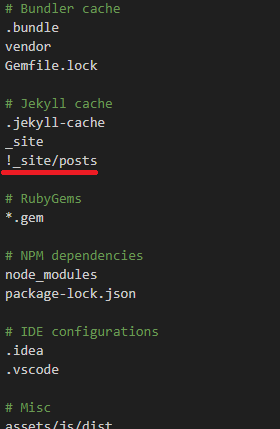 # Bundler cache
.bundle
vendor
Gemfile.lock
# Jekyll cache
.jekyll-cache
_site
!_site/posts
# RubyGems
*.gem
# NPM dependencies
node_modules
package-lock.json
# IDE configurations
.idea
.vscode
# Misc
assets/js/dist